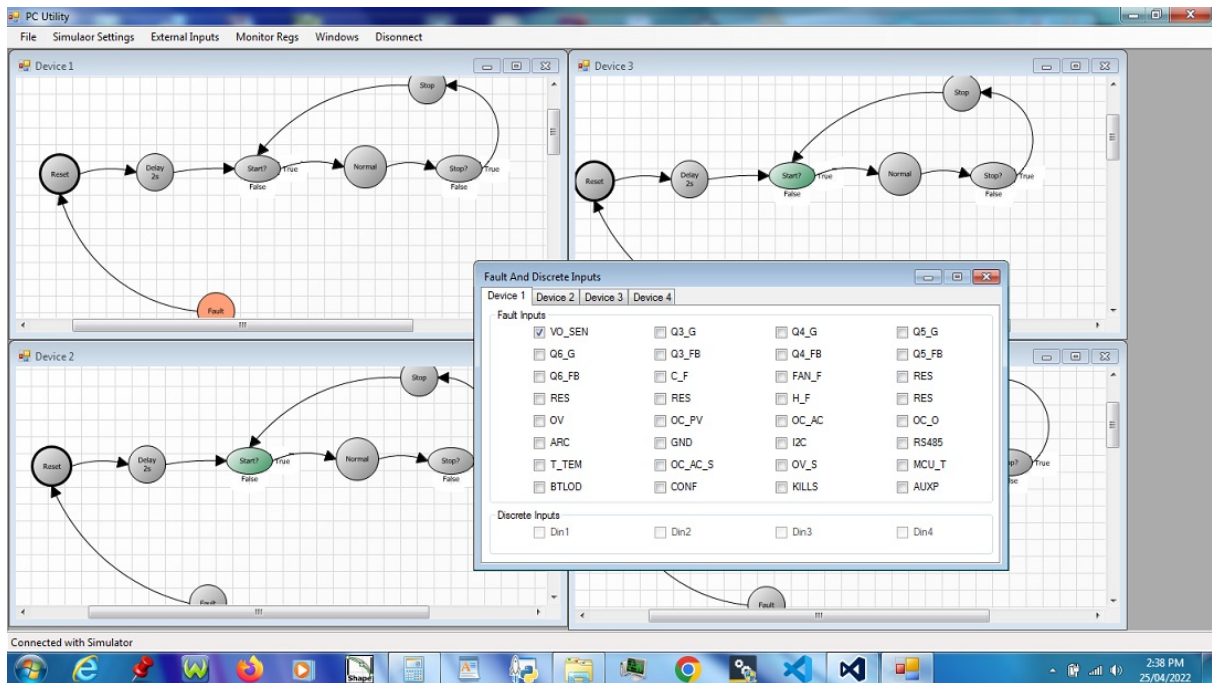 PC Utility
File Simulaor Settings External Inputs Monitor Regs Windows Disonnect
Device 1
Stop
Reset
Delay
2s
Start?
True
False
Normal
Stop?
True
False
Fault
Device 3
Stop
Reset
Delay
2s
Start?
True
False
Normal
Stop?
True
False
Device 2
Stop
Reset
Delay
2s
Start?
True
False
Normal
Stop?
False
Fault
True
Fault
Fault And Discrete Inputs
Device 1 Device 2 Device 3 Device 4
Fault Inputs
VO_SEN Q3_G Q4_G Q5_G
Q6_G Q3_FB Q4_FB Q5_FB
Q6_FB C_F FAN_F RES
RES RES H_F RES
OV OC_PV OC_AC OC_O
ARC GND I2C RS485
T_TEM OC_AC_S OV_S MCU_T
BTLOD CONF KILLS AUXP
Discrete Inputs
Din1 Din2 Din3 Din4
Connected with Simulator
Shape
2:38 PM
25/04/2022